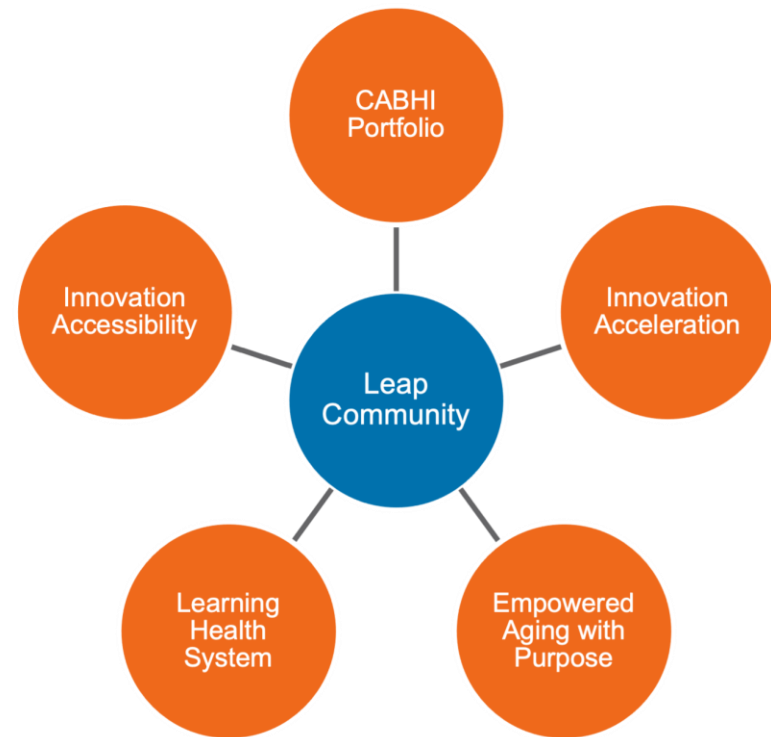 CABHI
Portfolio
Innovation
Accessibility
Innovation
Acceleration
Leap
Community
Learning
Health
System
Empowered
Aging with
Purpose